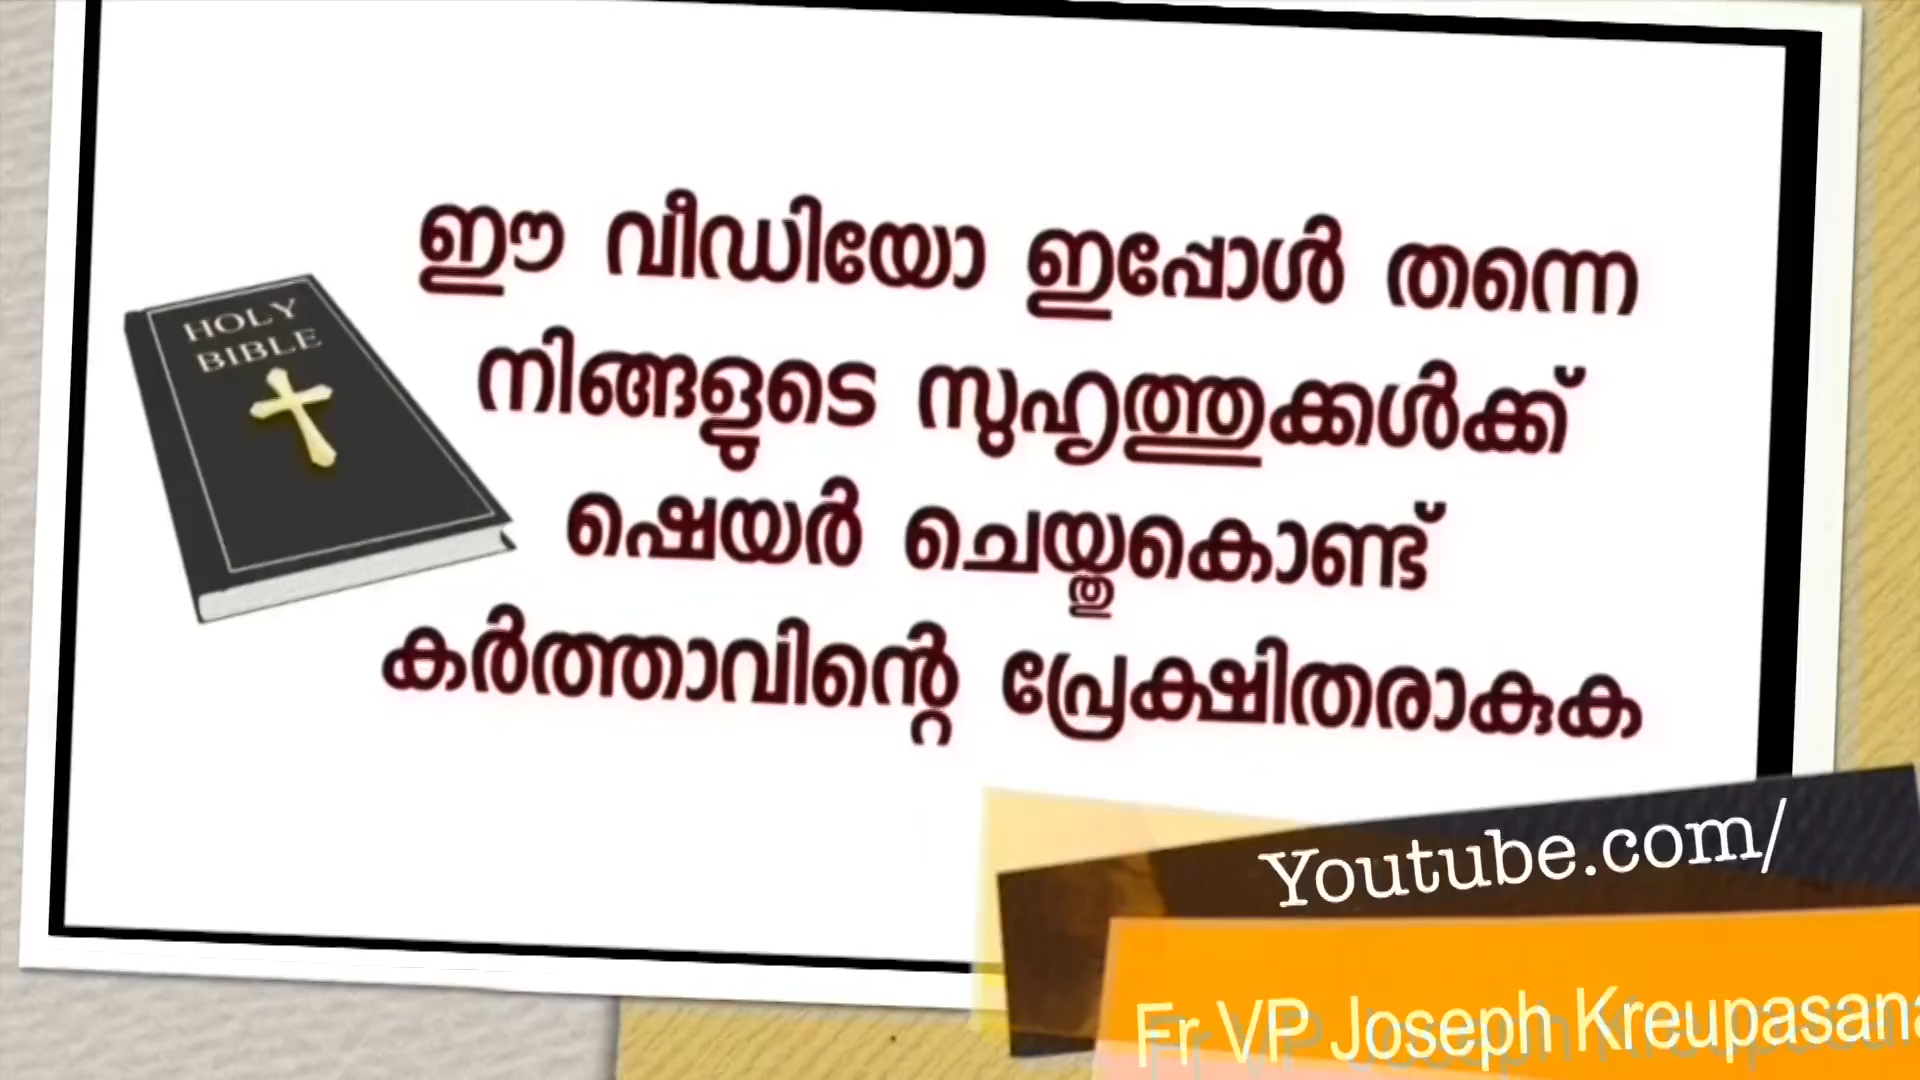 HOLY
BIBLE
ഈ വീഡിയോ ഇപ്പോൾ തന്നെ
നിങ്ങളുടെ സുഹൃത്തുക്കൾക്ക്
ഷെയർ ചെയ്തുകൊണ്ട്
കർത്താവിന്റെ പ്രേക്ഷിതരാകുക
Youtube.com/
Fr VP Joseph Kreupasana